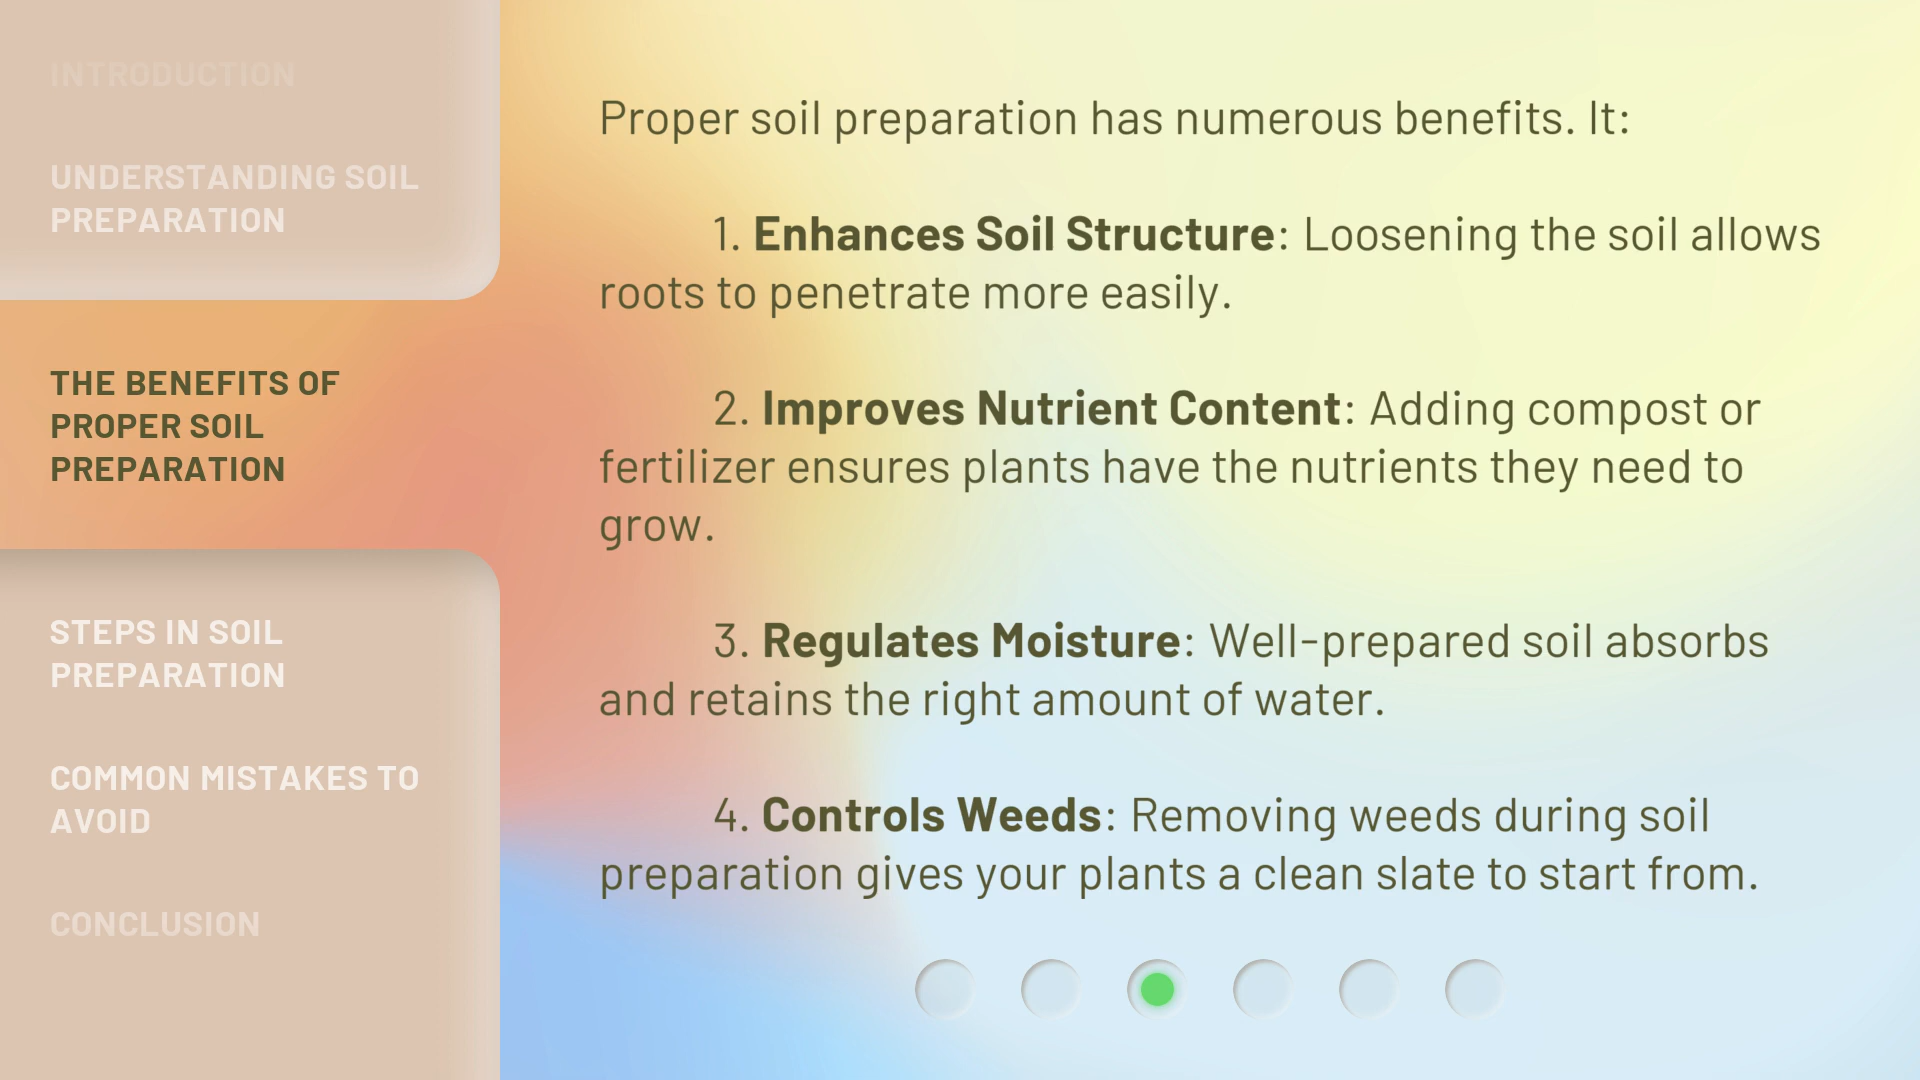 INTRODUCTION
UNDERSTANDING SOIL
PREPARATION
THE BENEFITS OF
PROPER SOIL
PREPARATION
STEPS IN SOIL
PREPARATION
COMMON MISTAKES TO
AVOID
CONCLUSION
Proper soil preparation has numerous benefits. It:
1. Enhances Soil Structure: Loosening the soil allows
roots to penetrate more easily.
2. Improves Nutrient Content: Adding compost or
fertilizer ensures plants have the nutrients they need to
grow.
3. Regulates Moisture: Well-prepared soil absorbs
and retains the right amount of water.
4. Controls Weeds: Removing weeds during soil
preparation gives your plants a clean slate to start from.